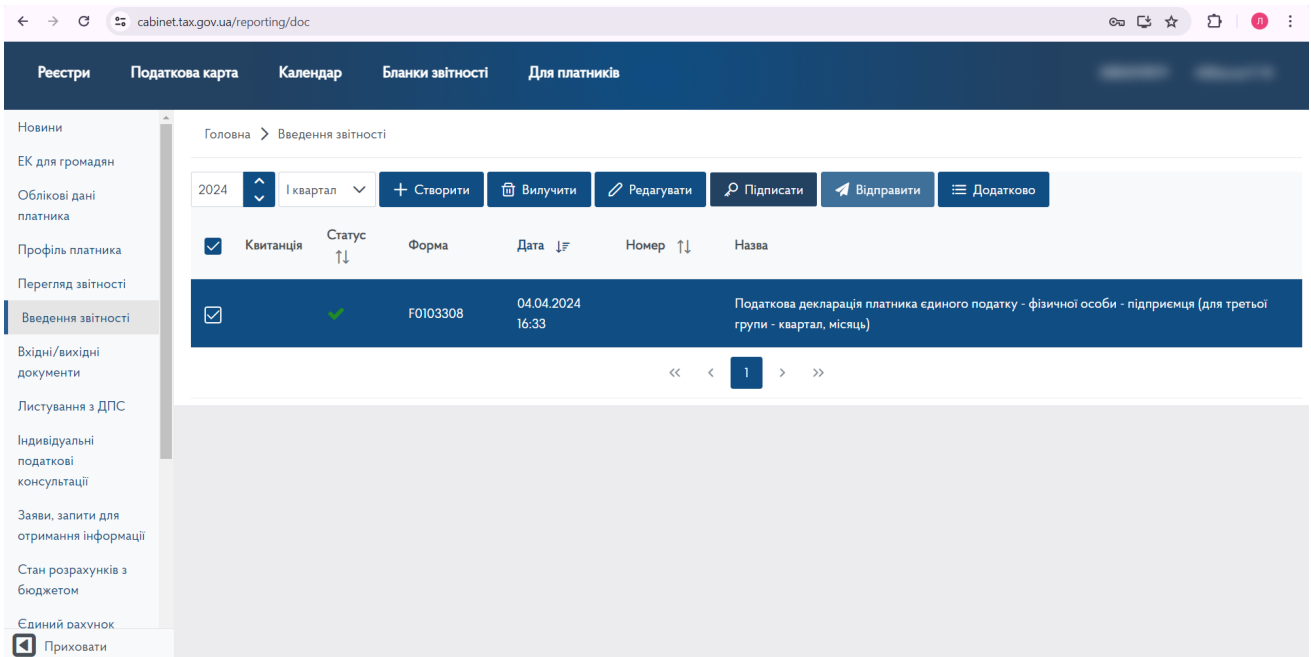 cabinet.tax.gov.ua/reporting/doc
Л
Реєстри Податкова карта Календар Бланки звітності Для платників
Новини
ЕК для громадян
Облікові дані
платника
Профіль платника
Перегляд звітності
Введення звітності
Вхідні/вихідні
документи
Листування з ДПС
Індивідуальні
податкові
консультації
Заяви, запити для
отримання інформації
Стан розрахунків з
бюджетом
Єдиний рахунок
Приховати
Головна > Введення звітності
2024 І квартал + Створити Вилучити Редагувати Підписати Відправити Додатково
Квитанція Статус Форма Дата Номер Назва
F0103308
04.04.2024
16:33
Податкова декларація платника єдиного податку - фізичної особи - підприємця (для третьої
групи - квартал, місяць)
<< < 1 > >>